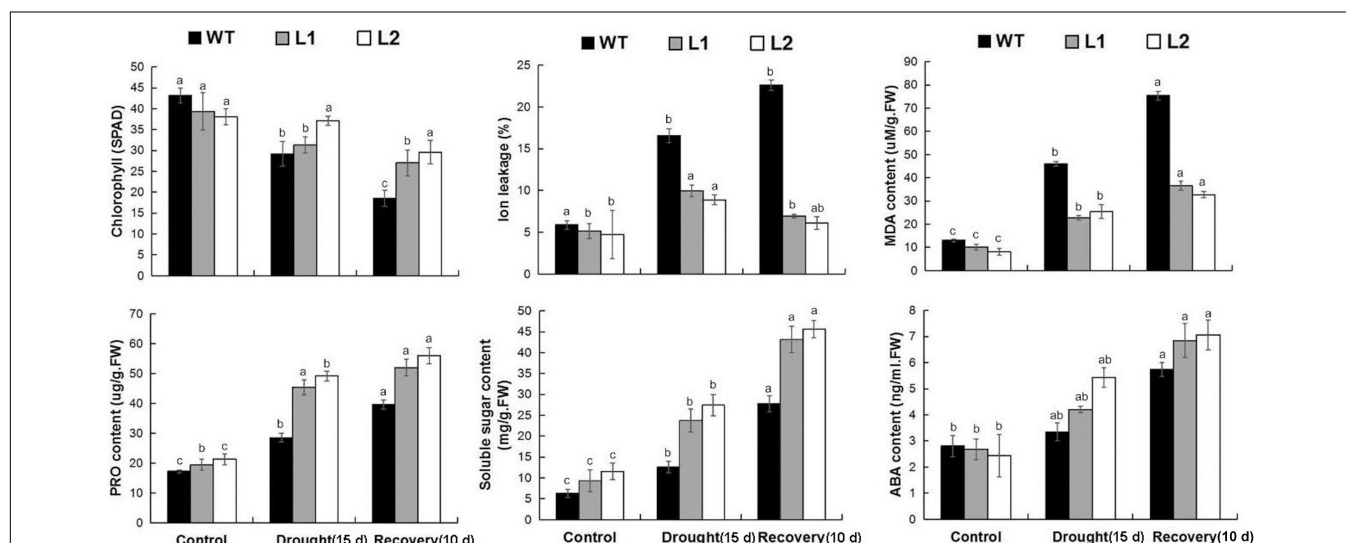 WT L1 L2
Chlorophyll (SPAD)
50
45
40
35
30
25
20
15
10
5
0
a a a
b b a
c b a
WT L1 L2
Ion leakage (%)
25
20
15
10
5
0
a b b
b a a
b b ab
WT L1 L2
MDA content (uM/g.FW)
90
80
70
60
50
40
30
20
10
0
c c c
b b b
a a a
PRO content (ug/g.FW)
70
60
50
40
30
20
10
0
c b c
b a b
a a a
Control Drought(15 d) Recovery(10 d)
Soluble sugar content
(mg/g.FW)
50
45
40
35
30
25
20
15
10
5
0
c c c
b b b
a a a
Control Drought(15 d) Recovery(10 d)
ABA content (ng/ml.FW)
8
7
6
5
4
3
2
1
0
b b b
ab ab ab
a a a
Control Drought(15 d) Recovery(10 d)